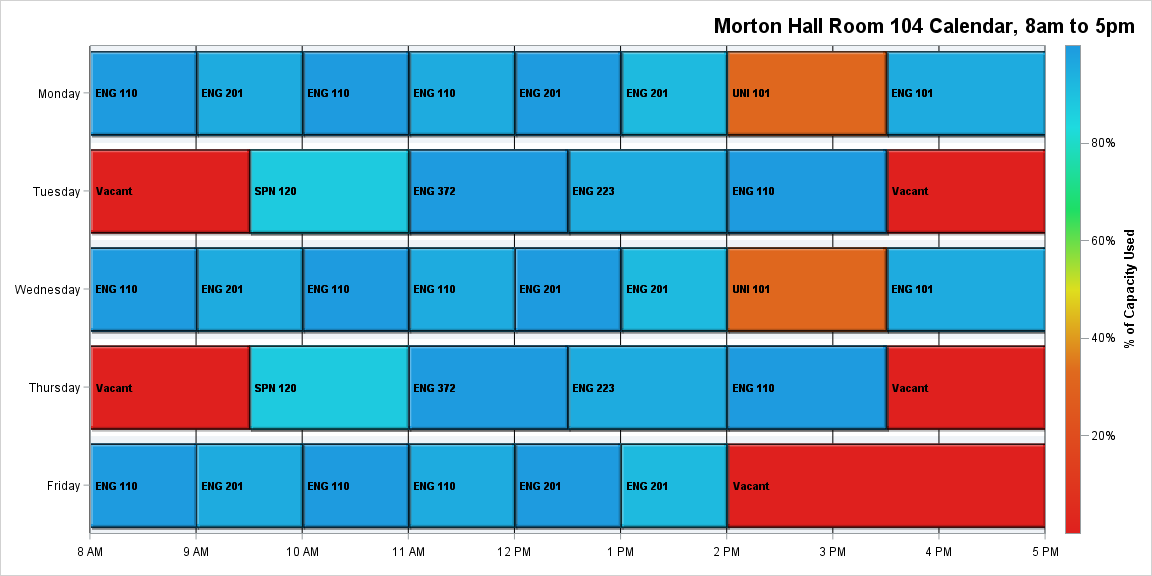 Morton Hall Room 104 Calendar, 8am to 5pm
Monday
ENG 110
ENG 201
ENG 110
ENG 110
ENG 201
ENG 201
UNI 101
ENG 101
Tuesday
Vacant
SPN 120
ENG 372
ENG 223
ENG 110
Vacant
Wednesday
ENG 110
ENG 201
ENG 110
ENG 110
ENG 201
ENG 201
UNI 101
ENG 101
Thursday
Vacant
SPN 120
ENG 372
ENG 223
ENG 110
Vacant
Friday
ENG 110
ENG 201
ENG 110
ENG 110
ENG 201
ENG 201
Vacant
8 AM
9 AM
10 AM
11 AM
12 PM
1 PM
2 PM
3 PM
4 PM
5 PM
80%
60%
40%
20%
% of Capacity Used